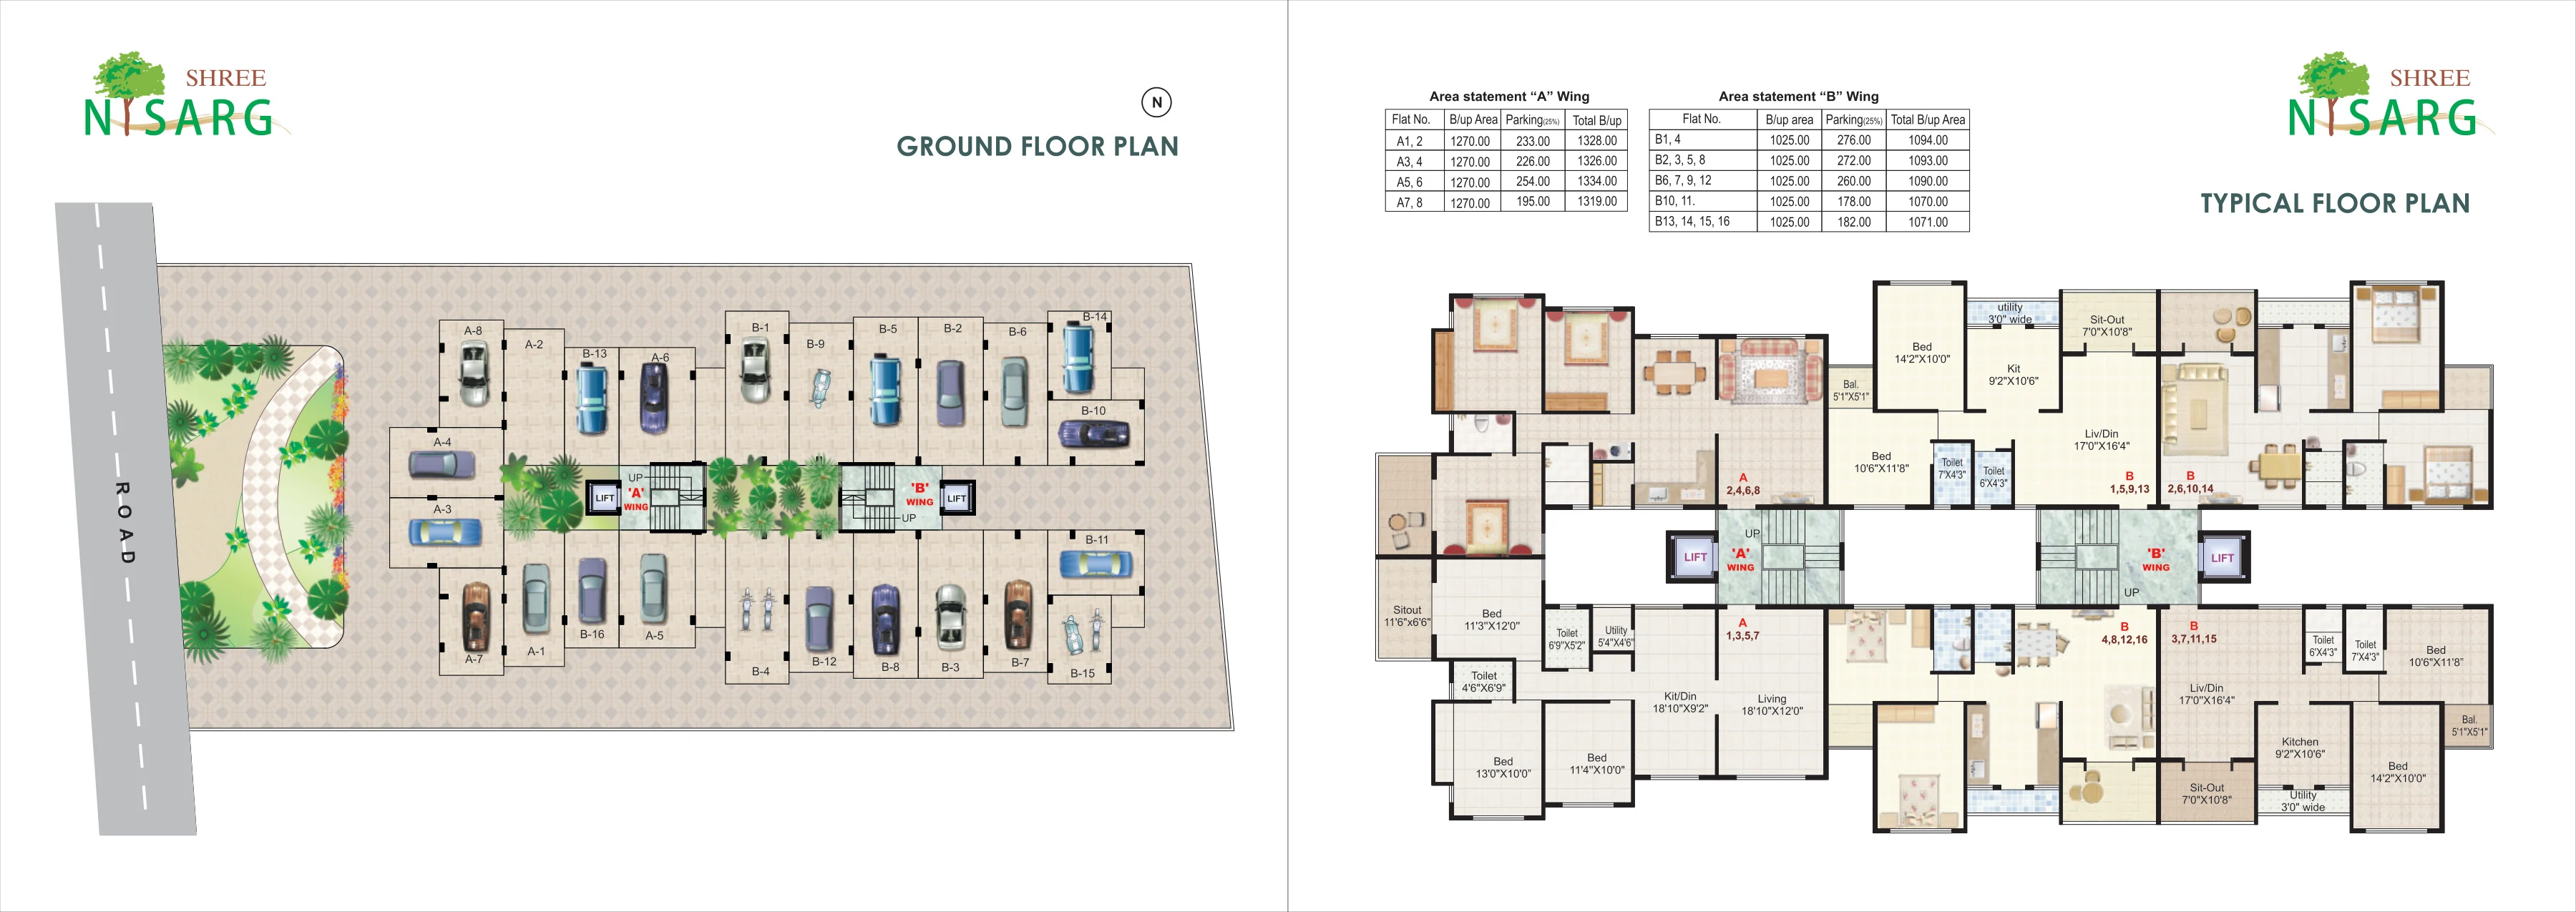 SHREE
NISARG
N
GROUND FLOOR PLAN
ROAD
A-8
A-2
B-13
A-6
B-1
B-9
B-5
B-2
B-6
B-14
B-10
A-4
A-3
UP
LIFT
'A'
WING
'B'
WING
LIFT
UP
A-7
A-1
B-16
A-5
B-4
B-12
B-8
B-3
B-7
B-11
B-15
Area statement “A” Wing
Flat No. B/up Area Parking(25%) Total B/up
A1, 2 1270.00 233.00 1328.00
A3, 4 1270.00 226.00 1326.00
A5, 6 1270.00 254.00 1334.00
A7, 8 1270.00 195.00 1319.00
Area statement “B” Wing
Flat No. B/up area Parking(25%) Total B/up Area
B1, 4 1025.00 276.00 1094.00
B2, 3, 5, 8 1025.00 272.00 1093.00
B6, 7, 9, 12 1025.00 260.00 1090.00
B10, 11. 1025.00 178.00 1070.00
B13, 14, 15, 16 1025.00 182.00 1071.00
SHREE
NISARG
TYPICAL FLOOR PLAN
Bed
14'2"X10'0"
utility
3'0" wide
Sit-Out
7'0"X10'8"
Kit
9'2"X10'6"
Bal.
5'1"X5'1"
Liv/Din
17'0"X16'4"
Bed
10'6"X11'8"
Toilet
7'X4'3"
Toilet
6'X4'3"
A
2,4,6,8
B
1,5,9,13
B
2,6,10,14
UP
LIFT
'A'
WING
'B'
WING
LIFT
UP
Sitout
11'6"x6'6"
Bed
11'3"X12'0"
Toilet
6'9"X5'2"
Utility
5'4"X4'6"
A
1,3,5,7
B
4,8,12,16
B
3,7,11,15
Toilet
6'X4'3"
Toilet
7'X4'3"
Bed
10'6"X11'8"
Toilet
4'6"X6'9"
Kit/Din
18'10"X9'2"
Living
18'10"X12'0"
Liv/Din
17'0"X16'4"
Bal.
5'1"X5'1"
Kitchen
9'2"X10'6"
Bed
13'0"X10'0"
Bed
11'4"X10'0"
Bed
14'2"X10'0"
Sit-Out
7'0"X10'8"
Utility
3'0" wide